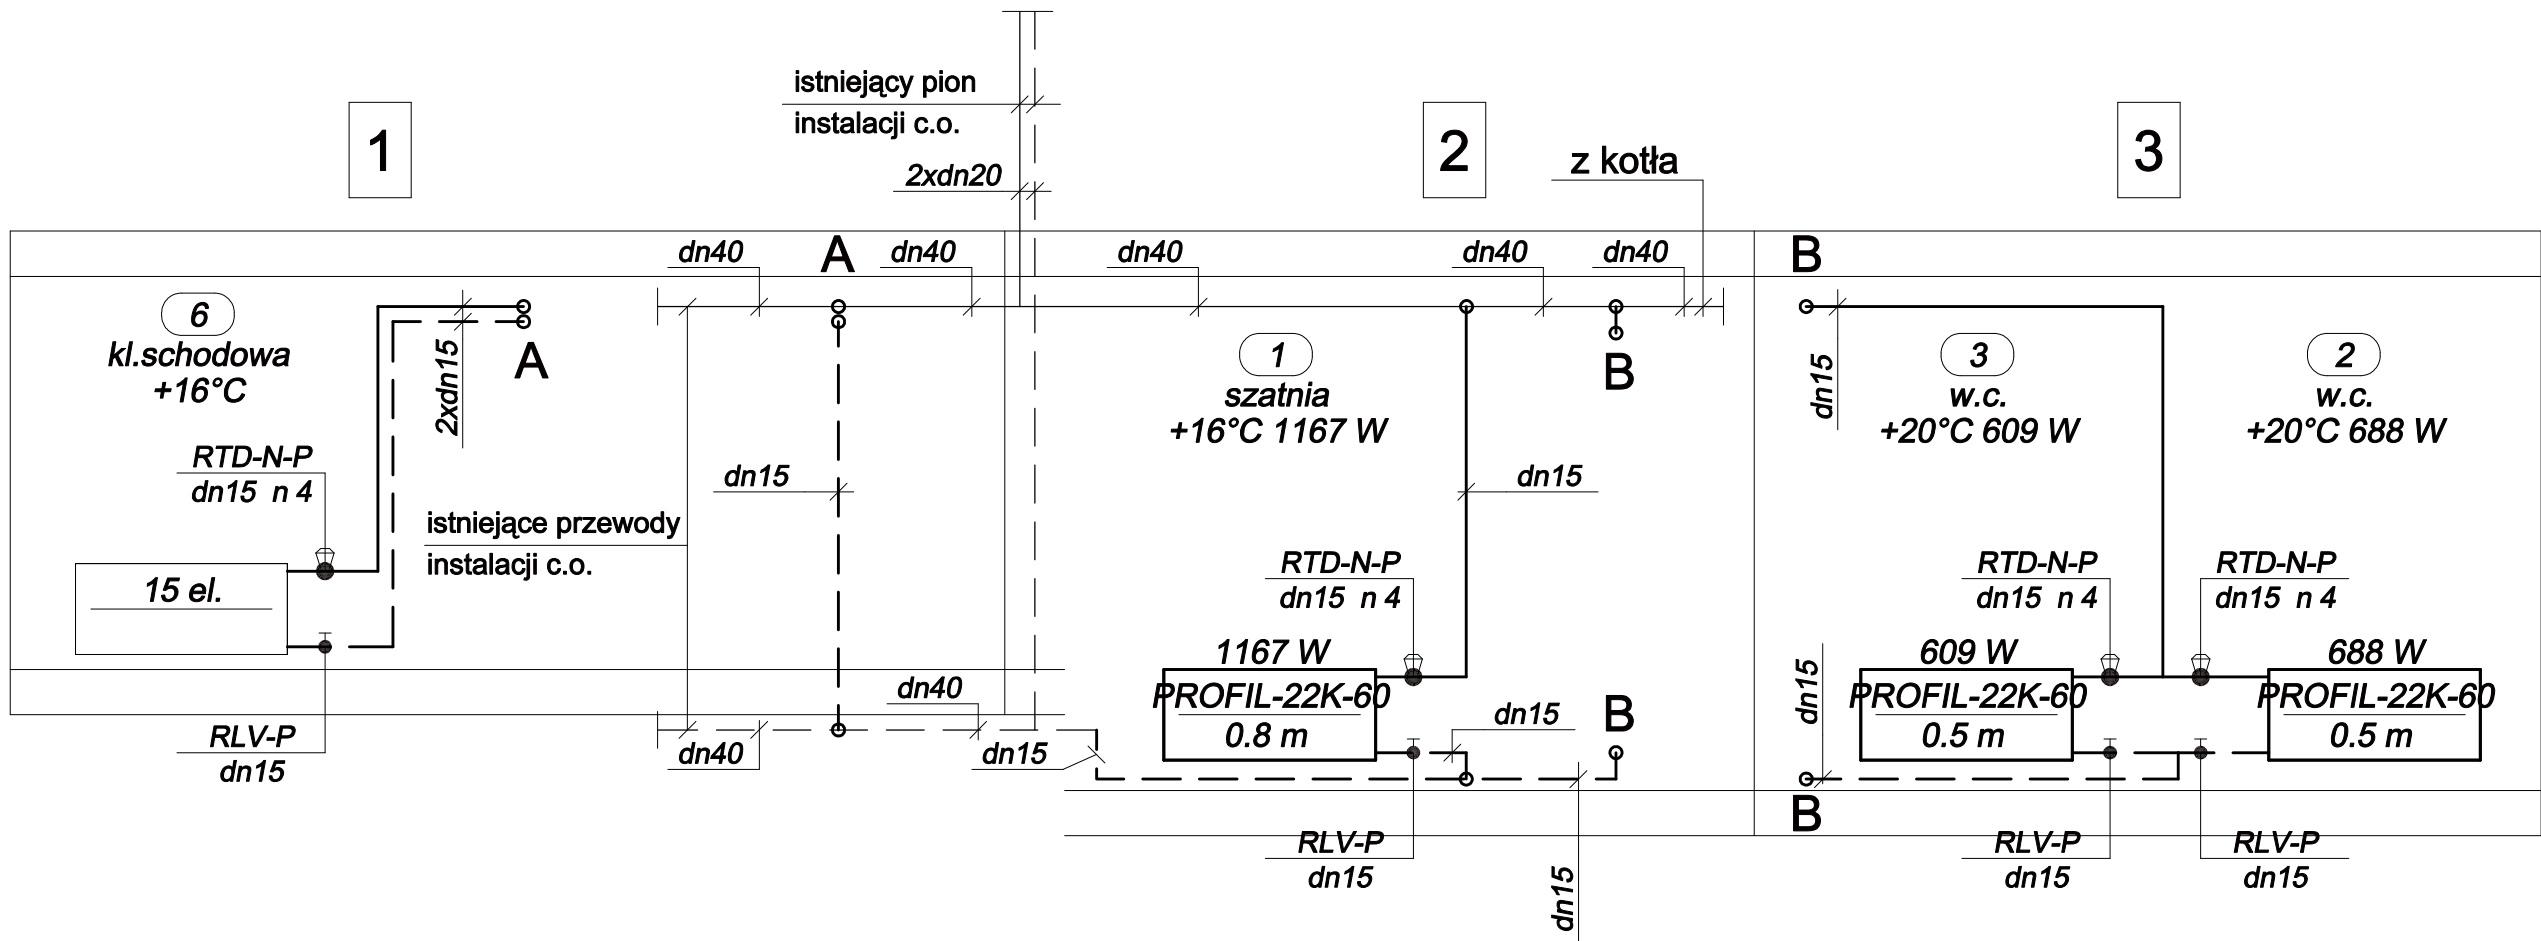 istniejący pion
instalacji c.o.
2xdn20
1
2
3
z kotła
dn40
A
dn40
dn40
dn40
dn40
B
6
kl.schodowa
+16°C
2xdn15
A
RTD-N-P
dn15 n 4
15 el.
RLV-P
dn15
istniejące przewody
instalacji c.o.
dn15
dn40
dn40
dn15
1
szatnia
+16°C 1167 W
B
dn15
RTD-N-P
dn15 n 4
1167 W
PROFIL-22K-60
0.8 m
dn15
B
RLV-P
dn15
dn15
dn15
3
w.c.
+20°C 609 W
2
w.c.
+20°C 688 W
RTD-N-P
dn15 n 4
RTD-N-P
dn15 n 4
dn15
609 W
PROFIL-22K-60
0.5 m
688 W
PROFIL-22K-60
0.5 m
B
RLV-P
dn15
RLV-P
dn15